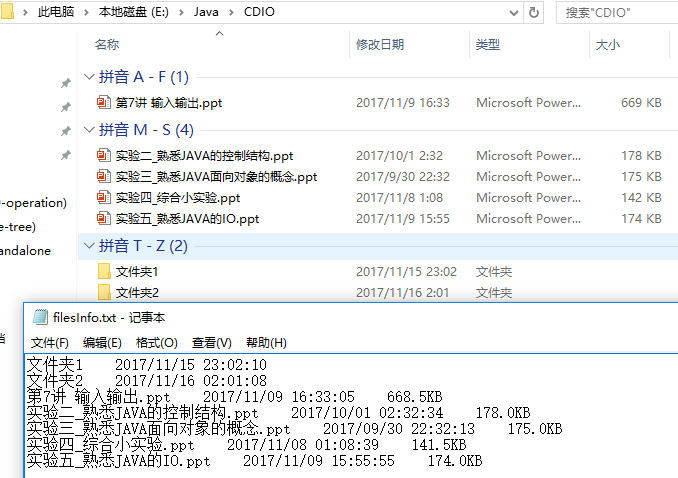 此电脑 > 本地磁盘 (E:) > Java > CDIO
搜索"CDIO"
名称 修改日期 类型 大小
拼音 A - F (1)
第7讲 输入输出.ppt 2017/11/9 16:33 Microsoft Power... 669 KB
拼音 M - S (4)
实验二_熟悉JAVA的控制结构.ppt 2017/10/1 2:32 Microsoft Power... 178 KB
实验三_熟悉JAVA面向对象的概念.ppt 2017/9/30 22:32 Microsoft Power... 175 KB
实验四_综合小实验.ppt 2017/11/8 1:08 Microsoft Power... 142 KB
-operation)
实验五_熟悉JAVA的IO.ppt 2017/11/9 15:55 Microsoft Power... 174 KB
e-tree)
andalone
拼音 T - Z (2)
文件夹1 2017/11/15 23:02 文件夹
文件夹2 2017/11/16 2:01 文件夹
filesInfo.txt - 记事本
文件(F) 编辑(E) 格式(O) 查看(V) 帮助(H)
文件夹1 2017/11/15 23:02:10
文件夹2 2017/11/16 02:01:08
第7讲 输入输出.ppt 2017/11/09 16:33:05 668.5KB
实验二_熟悉JAVA的控制结构.ppt 2017/10/01 02:32:34 178.0KB
实验三_熟悉JAVA面向对象的概念.ppt 2017/09/30 22:32:13 175.0KB
实验四_综合小实验.ppt 2017/11/08 01:08:39 141.5KB
实验五_熟悉JAVA的IO.ppt 2017/11/09 15:55:55 174.0KB